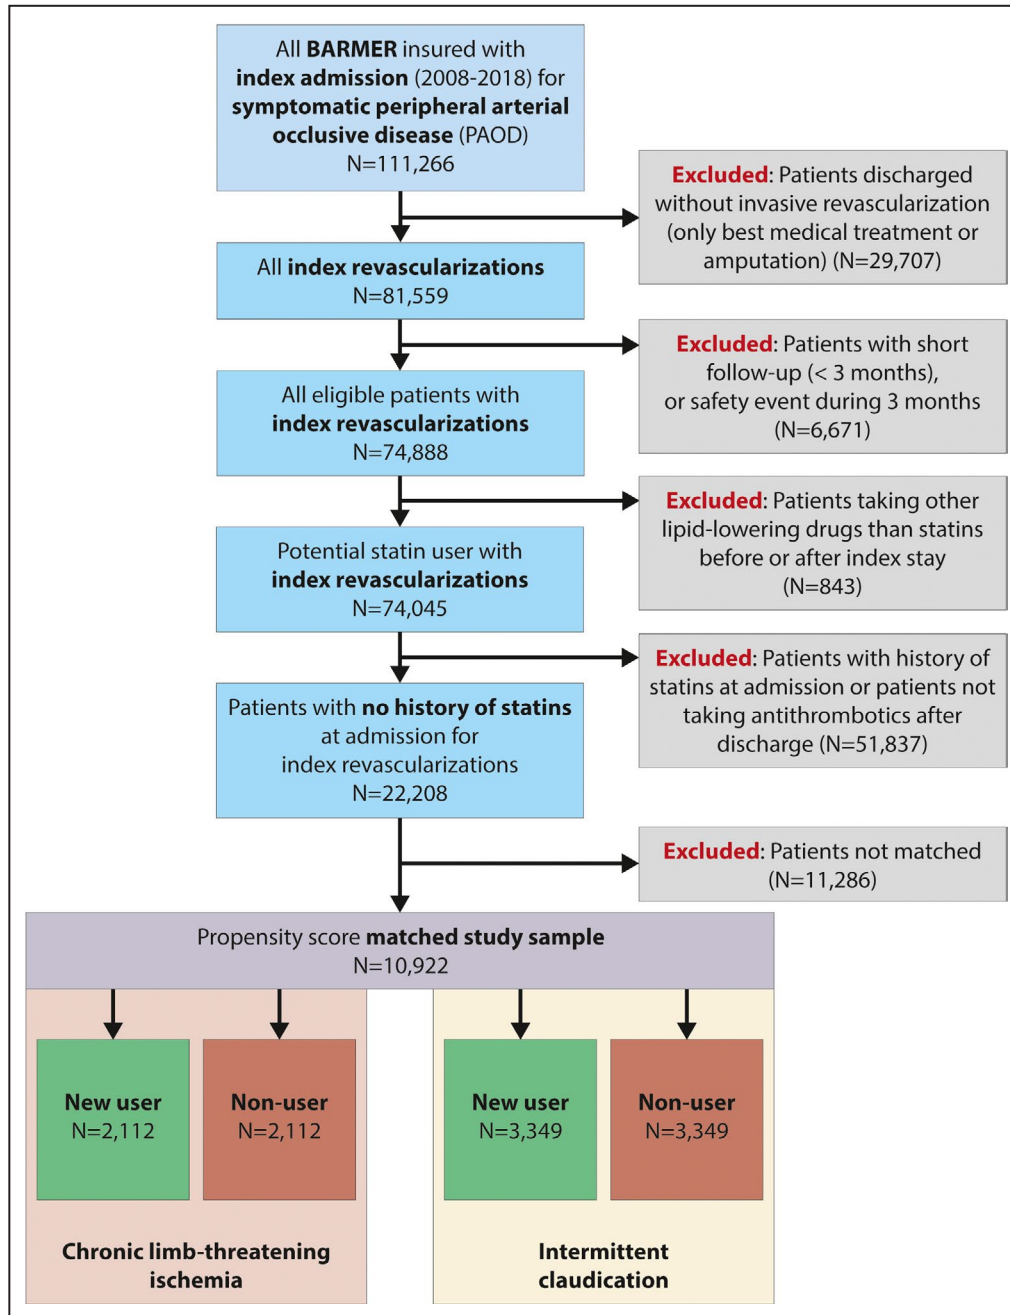 All BARMER insured with
index admission (2008-2018) for
symptomatic peripheral arterial
occlusive disease (PAOD)
N=111,266
Excluded: Patients discharged
without invasive revascularization
(only best medical treatment or
amputation) (N=29,707)
All index revascularizations
N=81,559
Excluded: Patients with short
follow-up (< 3 months),
or safety event during 3 months
(N=6,671)
All eligible patients with
index revascularizations
N=74,888
Excluded: Patients taking other
lipid-lowering drugs than statins
before or after index stay
(N=843)
Potential statin user with
index revascularizations
N=74,045
Excluded: Patients with history of
statins at admission or patients not
taking antithrombotics after
discharge (N=51,837)
Patients with no history of statins
at admission for
index revascularizations
N=22,208
Excluded: Patients not matched
(N=11,286)
Propensity score matched study sample
N=10,922
New user
N=2,112
Non-user
N=2,112
New user
N=3,349
Non-user
N=3,349
Chronic limb-threatening
ischemia
Intermittent
claudication